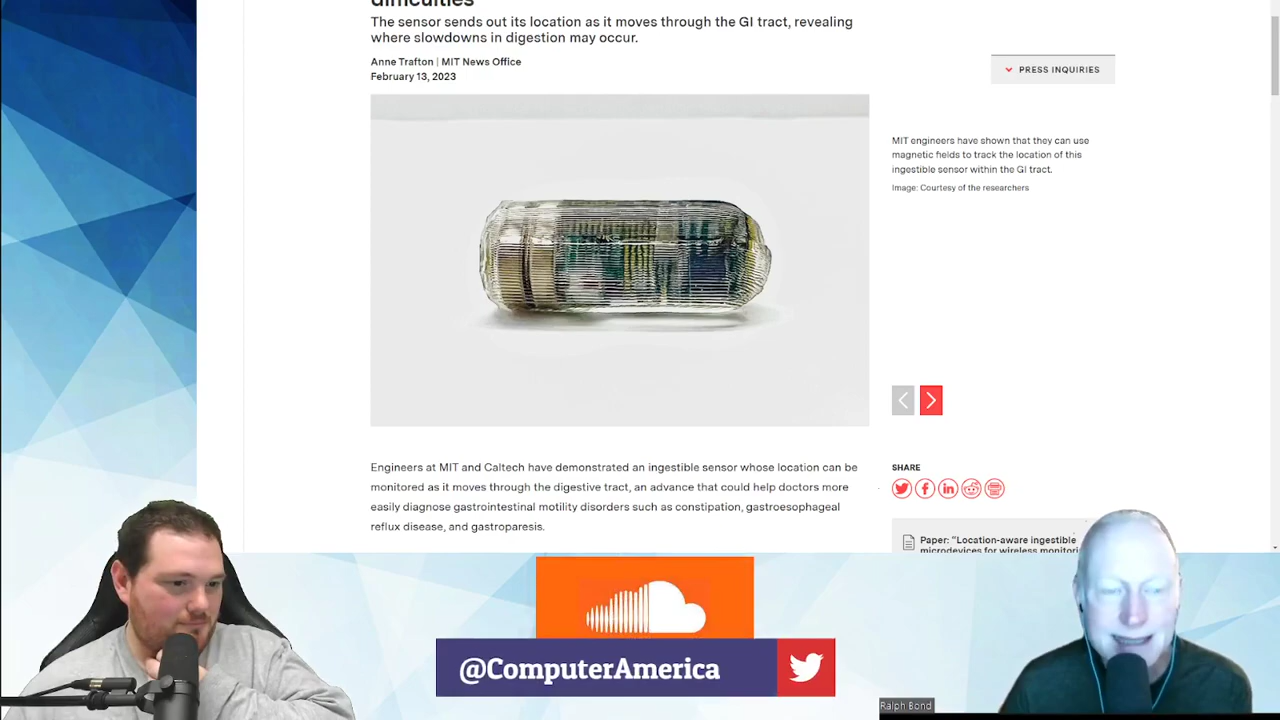 difficulties
The sensor sends out its location as it moves through the GI tract, revealing
where slowdowns in digestion may occur.
Anne Trafton | MIT News Office
February 13, 2023
PRESS INQUIRIES
MIT engineers have shown that they can use
magnetic fields to track the location of this
ingestible sensor within the GI tract.
Image: Courtesy of the researchers
Engineers at MIT and Caltech have demonstrated an ingestible sensor whose location can be
monitored as it moves through the digestive tract, an advance that could help doctors more
easily diagnose gastrointestinal motility disorders such as constipation, gastroesophageal
reflux disease, and gastroparesis.
SHARE
Paper: "Location-aware ingestible
microdevices for wireless monitori
@ComputerAmerica
Ralph Bond